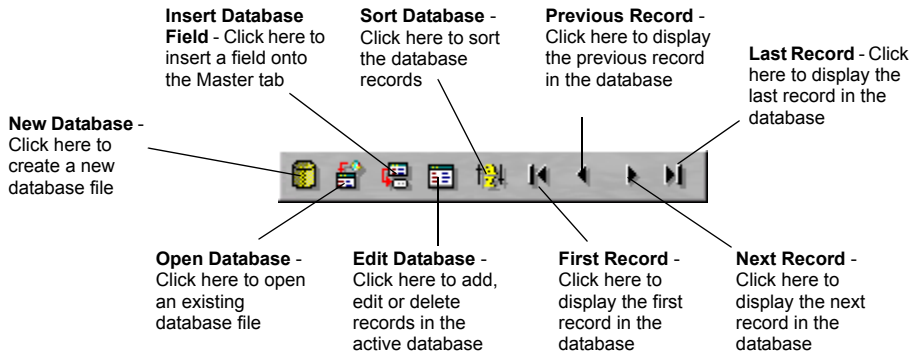 Insert Database
Field - Click here to
insert a field onto
the Master tab
Sort Database -
Click here to sort
the database
records
Previous Record -
Click here to display
the previous record
in the database
Last Record - Click
here to display the
last record in the
database
New Database -
Click here to
create a new
database file
Open Database -
Click here to open
an existing
database file
Edit Database -
Click here to add,
edit or delete
records in the
active database
First Record -
Click here to
display the first
record in the
database
Next Record -
Click here to
display the next
record in the
database